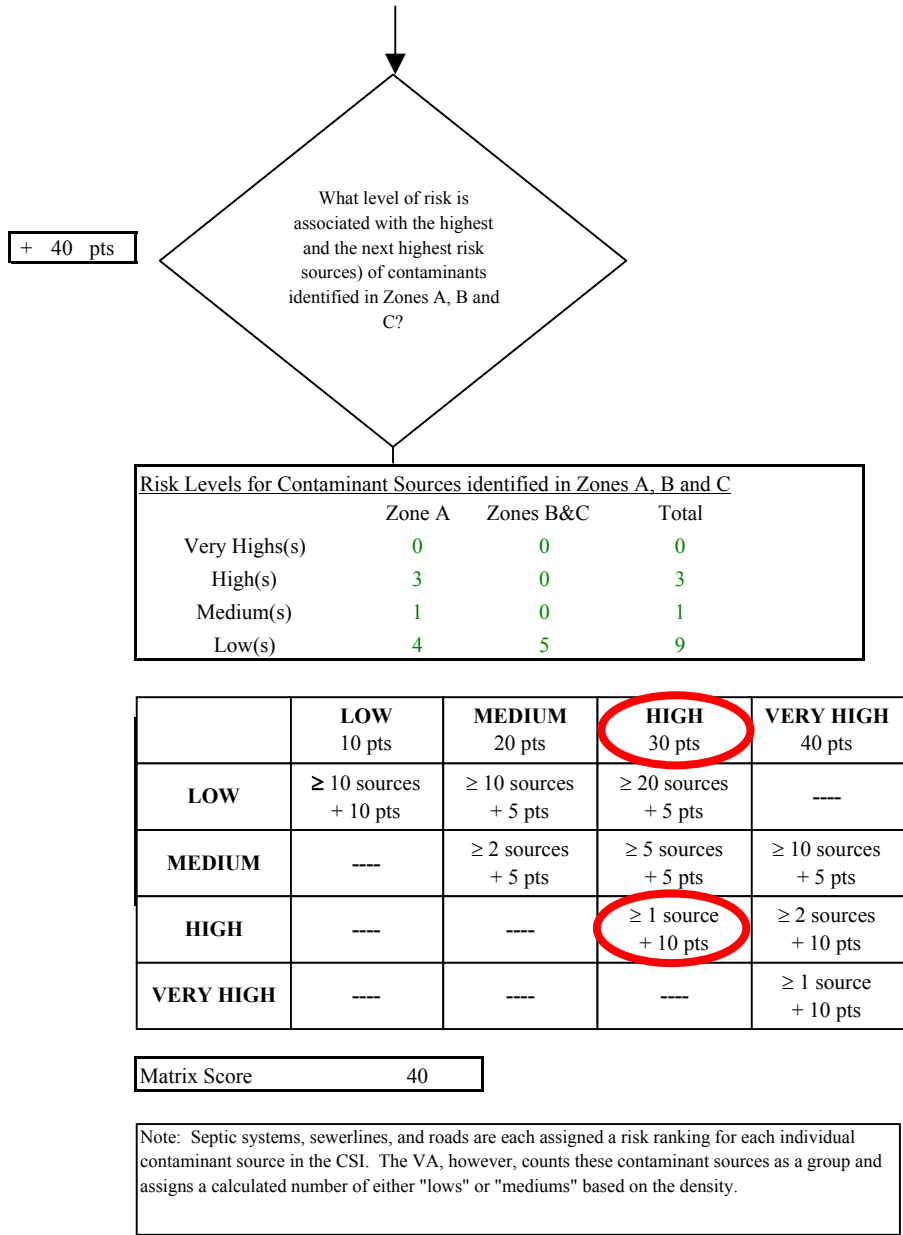 What level of risk is
associated with the highest
and the next highest risk
sources) of contaminants
identified in Zones A, B and
C?
+ 40 pts
Risk Levels for Contaminant Sources identified in Zones A, B and C
Zone A Zones B&C Total
Very Highs(s) 0 0 0
High(s) 3 0 3
Medium(s) 1 0 1
Low(s) 4 5 9
LOW MEDIUM HIGH VERY HIGH
10 pts 20 pts 30 pts 40 pts
LOW ≥ 10 sources ≥ 10 sources ≥ 20 sources ----
+ 10 pts + 5 pts + 5 pts
MEDIUM ---- ≥ 2 sources ≥ 5 sources ≥ 10 sources
+ 5 pts + 5 pts + 5 pts
HIGH ---- ---- ≥ 1 source ≥ 2 sources
+ 10 pts + 10 pts
VERY HIGH ---- ---- ---- ≥ 1 source
+ 10 pts
Matrix Score 40
Note: Septic systems, sewerlines, and roads are each assigned a risk ranking for each individual
contaminant source in the CSI. The VA, however, counts these contaminant sources as a group and
assigns a calculated number of either "lows" or "mediums" based on the density.